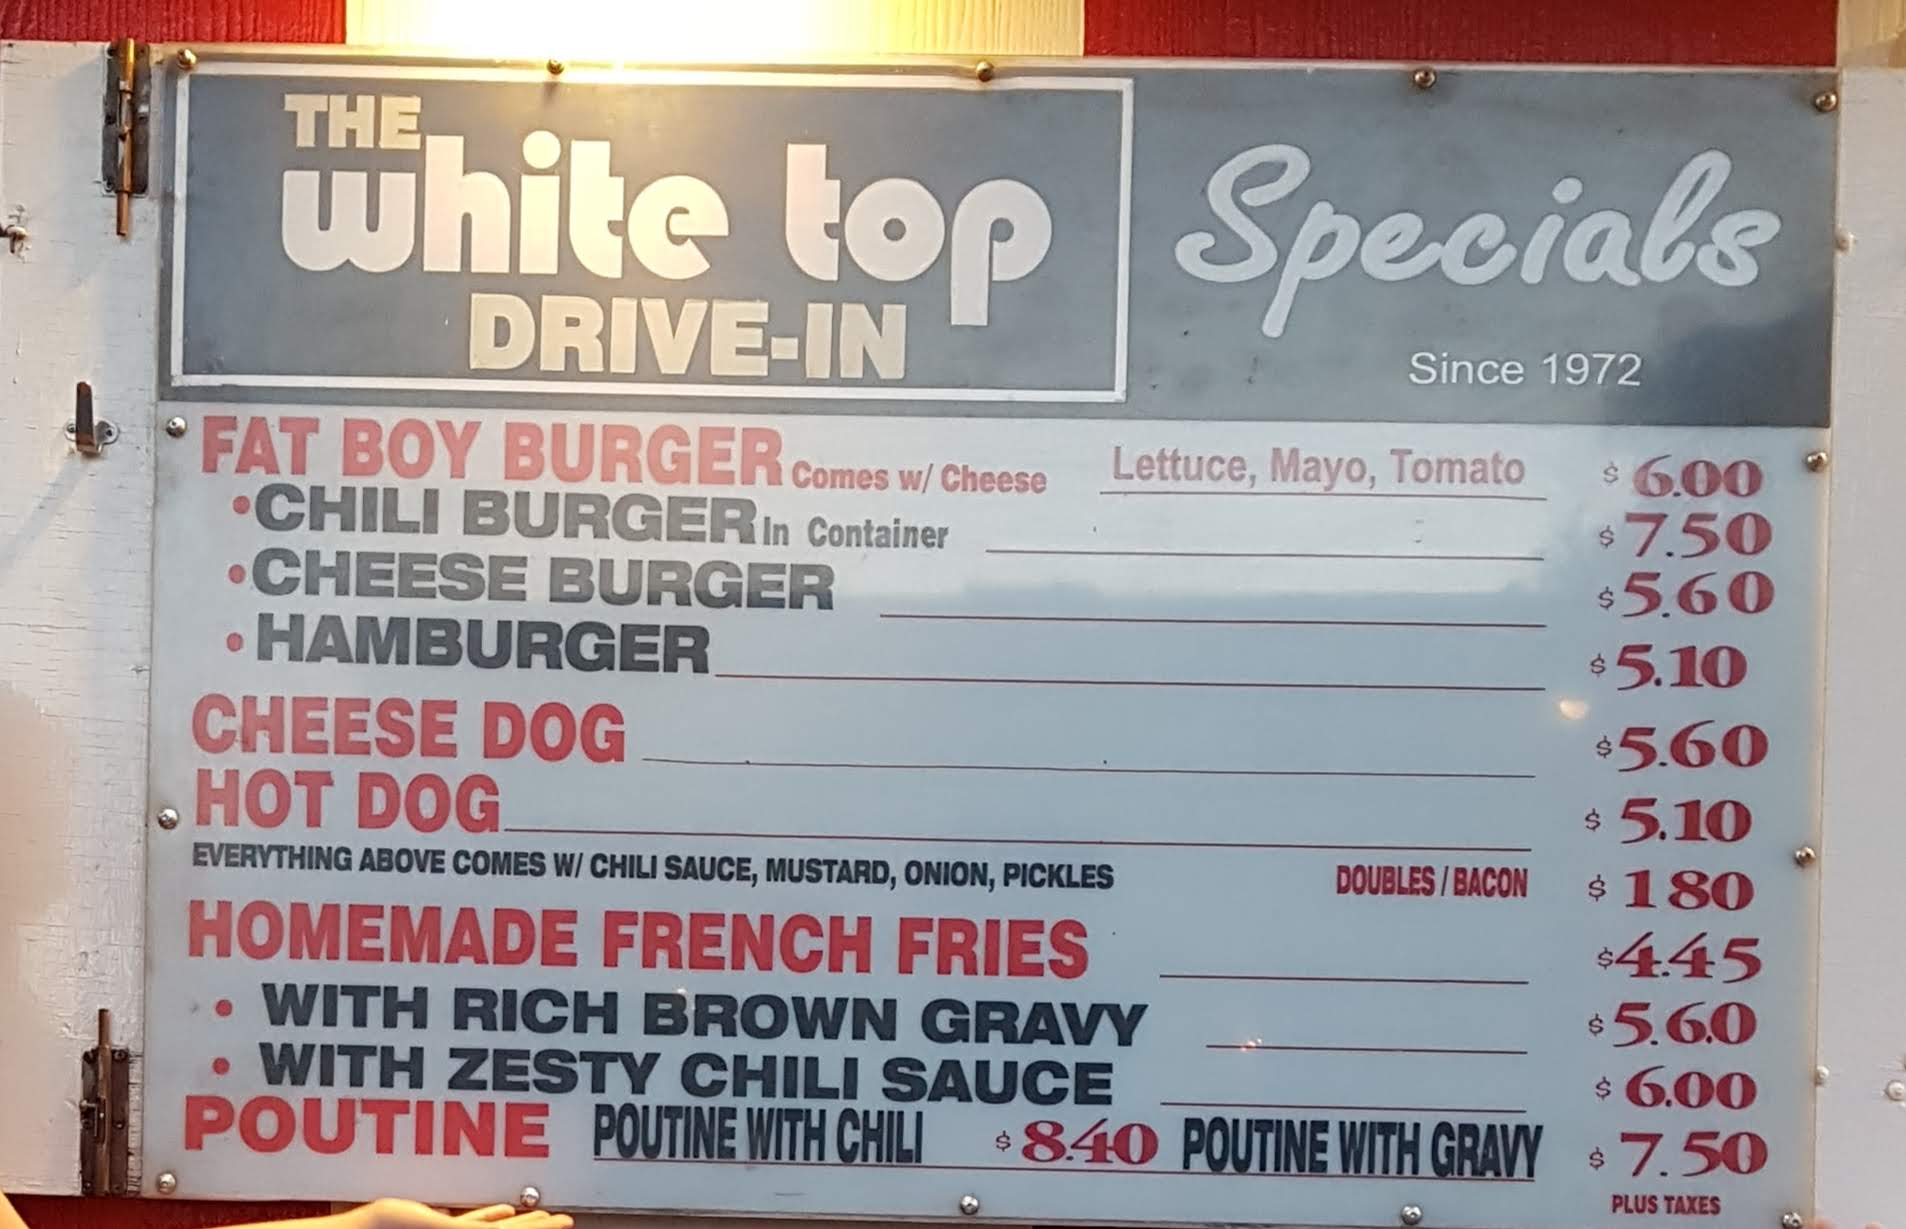 THE
white top
DRIVE-IN
Specials
Since 1972
FAT BOY BURGER Comes w/ Cheese Lettuce, Mayo, Tomato $ 6.00
•CHILI BURGER In Container $ 7.50
•CHEESE BURGER $5.60
• HAMBURGER $5.10
CHEESE DOG $5.60
HOT DOG $ 5.10
EVERYTHING ABOVE COMES W/ CHILI SAUCE, MUSTARD, ONION, PICKLES DOUBLES / BACON $ 180
HOMEMADE FRENCH FRIES $4.45
• WITH RICH BROWN GRAVY $5.60
• WITH ZESTY CHILI SAUCE $ 6.00
POUTINE POUTINE WITH CHILI $8.40 POUTINE WITH GRAVY $ 7.50
PLUS TAXES